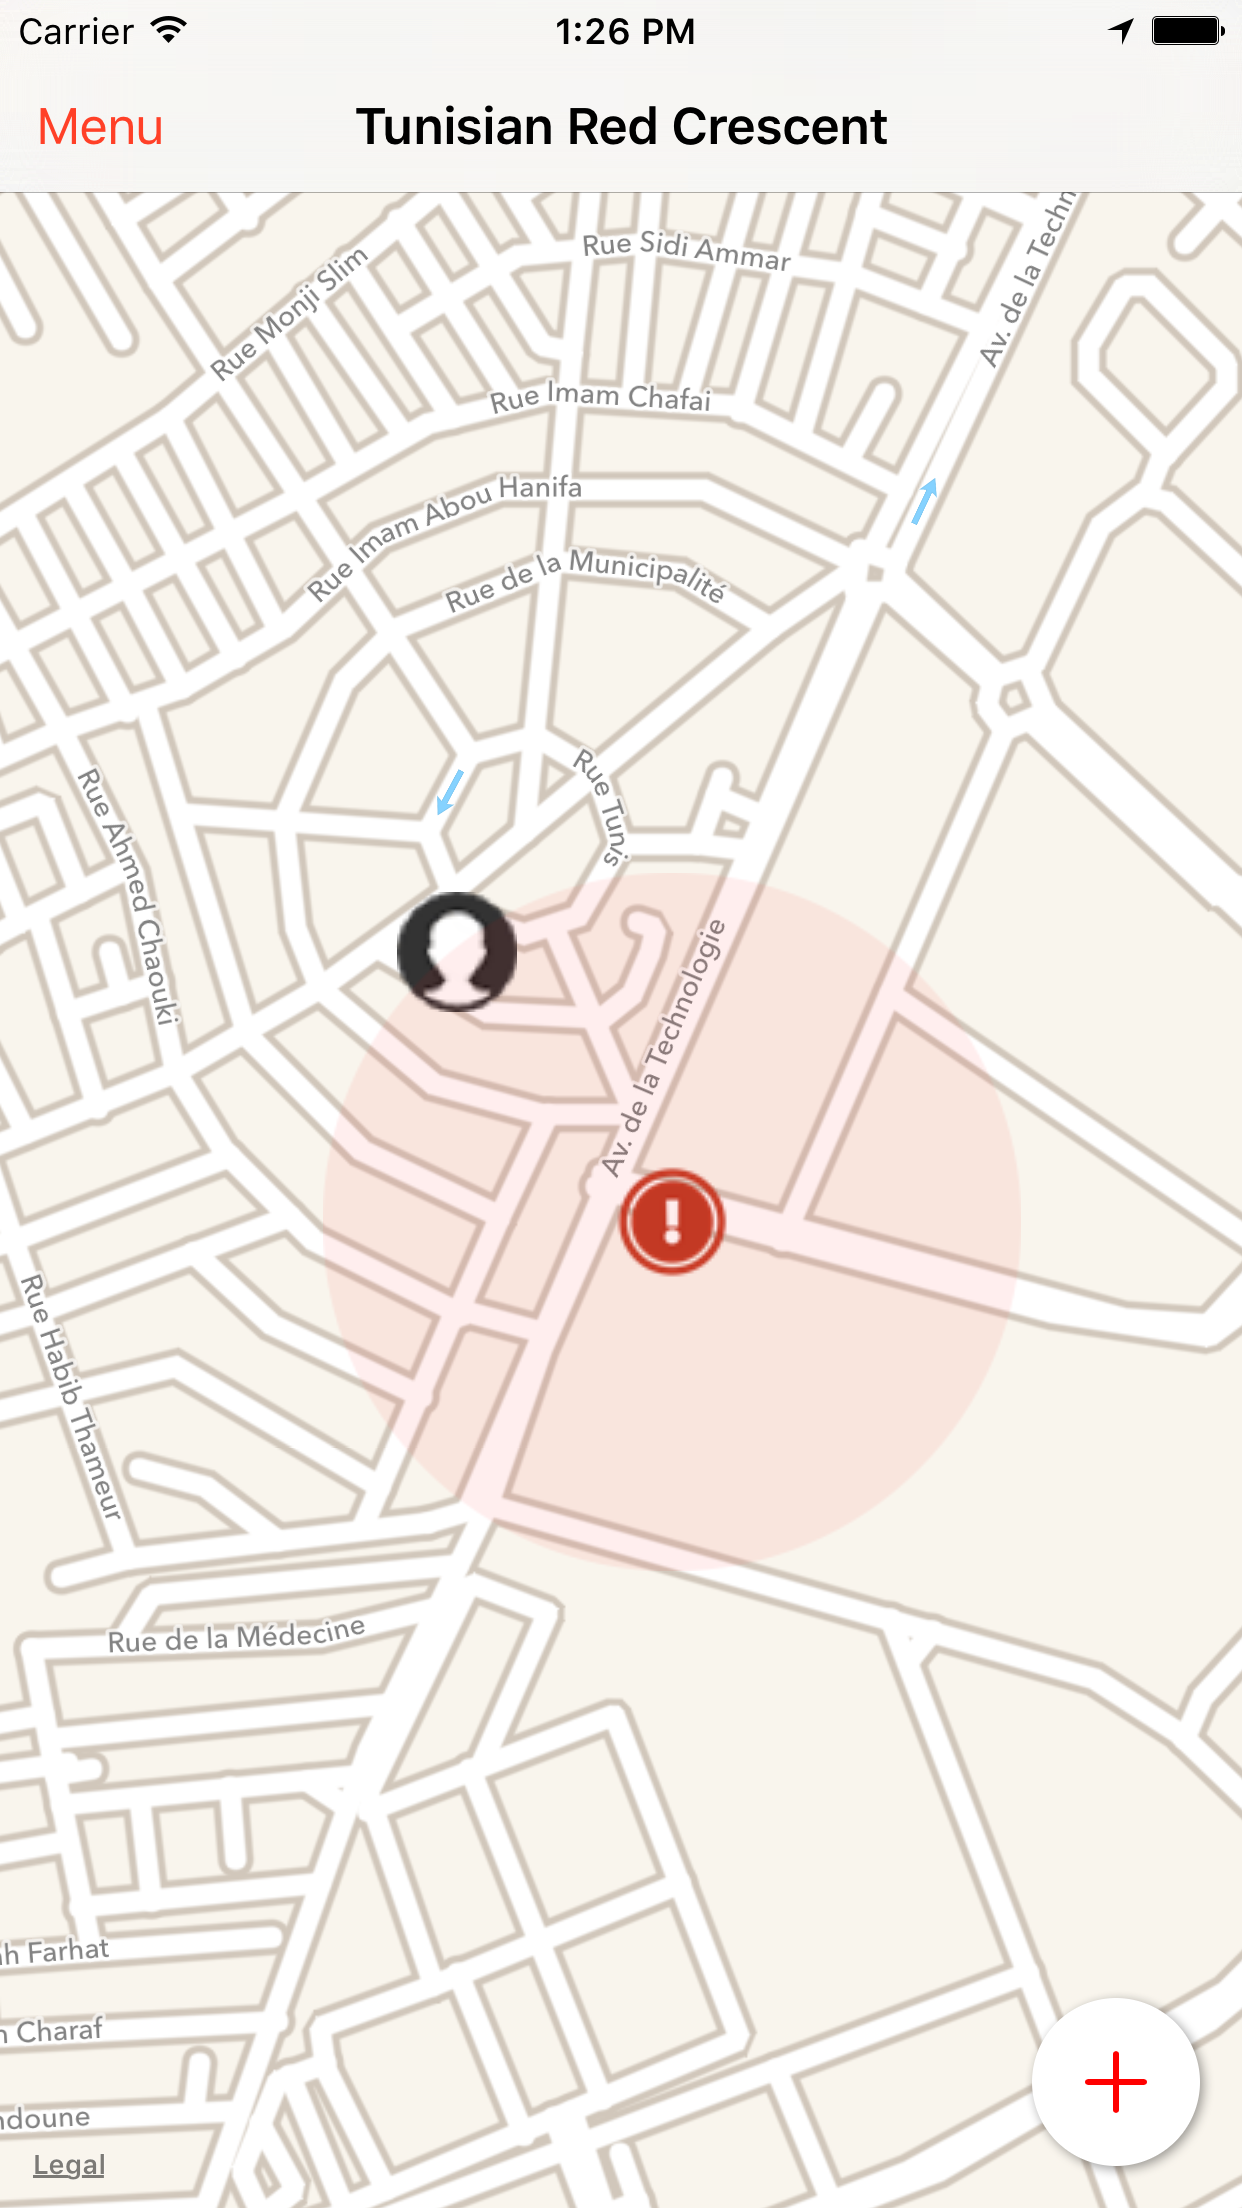 Carrier
1:26 PM
Menu
Tunisian Red Crescent
Rue Sidi Ammar
Rue Monji Slim
Av. de la Techn
Rue Imam Chafai
Rue Imam Abou Hanifa
Rue de la Municipalité
Rue Tunis
Rue Ahmed Chaouki
Av. de la Technologie
!
Rue Habib Thameur
Rue de la Médecine
h Farhat
Charaf
doune
Legal